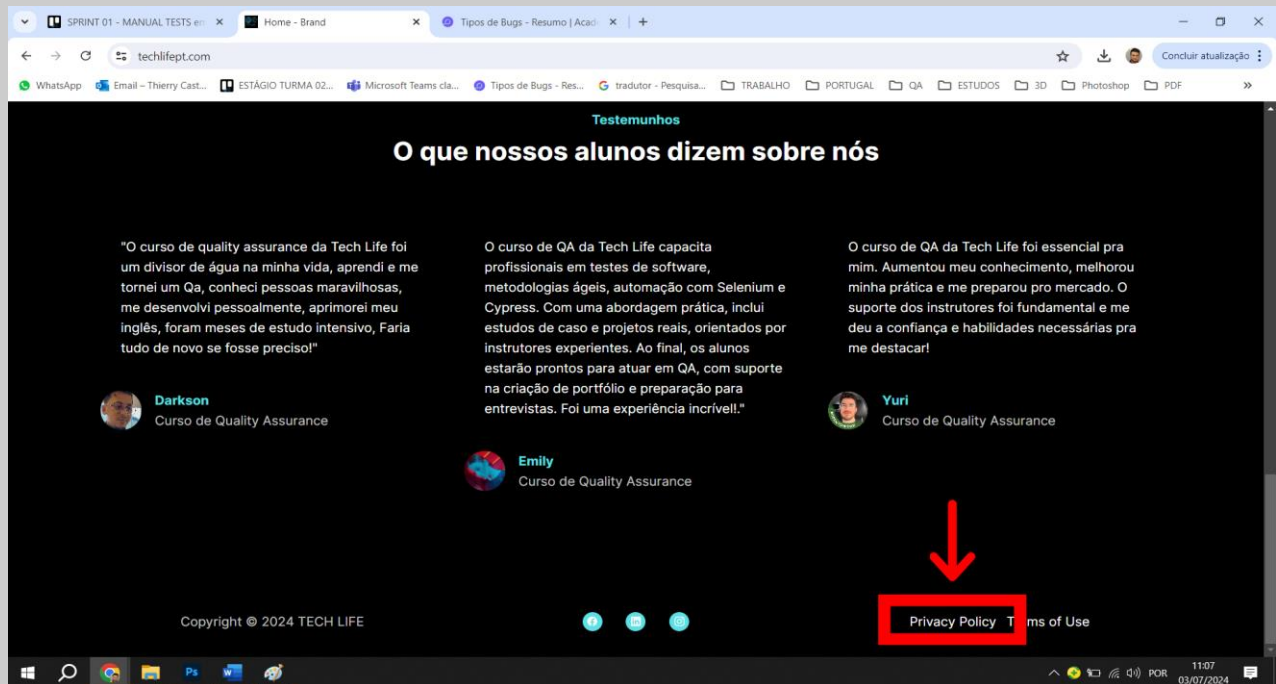 SPRINT 01 - MANUAL TESTS em
Home - Brand
Tipos de Bugs - Resumo | Acad
techlifept.com
Concluir atualização
WhatsApp
Email – Thierry Cast...
ESTÁGIO TURMA 02...
Microsoft Teams cla...
Tipos de Bugs - Res...
tradutor - Pesquisa...
TRABALHO
PORTUGAL
QA
ESTUDOS
3D
Photoshop
PDF
Testemunhos
O que nossos alunos dizem sobre nós
"O curso de quality assurance da Tech Life foi
um divisor de água na minha vida, aprendi e me
tornei um Qa, conheci pessoas maravilhosas,
me desenvolvi pessoalmente, aprimorei meu
inglês, foram meses de estudo intensivo, Faria
tudo de novo se fosse preciso!"
Darkson
Curso de Quality Assurance
O curso de QA da Tech Life capacita
profissionais em testes de software,
metodologias ágeis, automação com Selenium e
Cypress. Com uma abordagem prática, inclui
estudos de caso e projetos reais, orientados por
instrutores experientes. Ao final, os alunos
estarão prontos para atuar em QA, com suporte
na criação de portfólio e preparação para
entrevistas. Foi uma experiência incrível!."
Emily
Curso de Quality Assurance
O curso de QA da Tech Life foi essencial pra
mim. Aumentou meu conhecimento, melhorou
minha prática e me preparou pro mercado. O
suporte dos instrutores foi fundamental e me
deu a confiança e habilidades necessárias pra
me destacar!
Yuri
Curso de Quality Assurance
Copyright © 2024 TECH LIFE
Privacy Policy
ms of Use
Ps
POR
11:07
03/07/2024